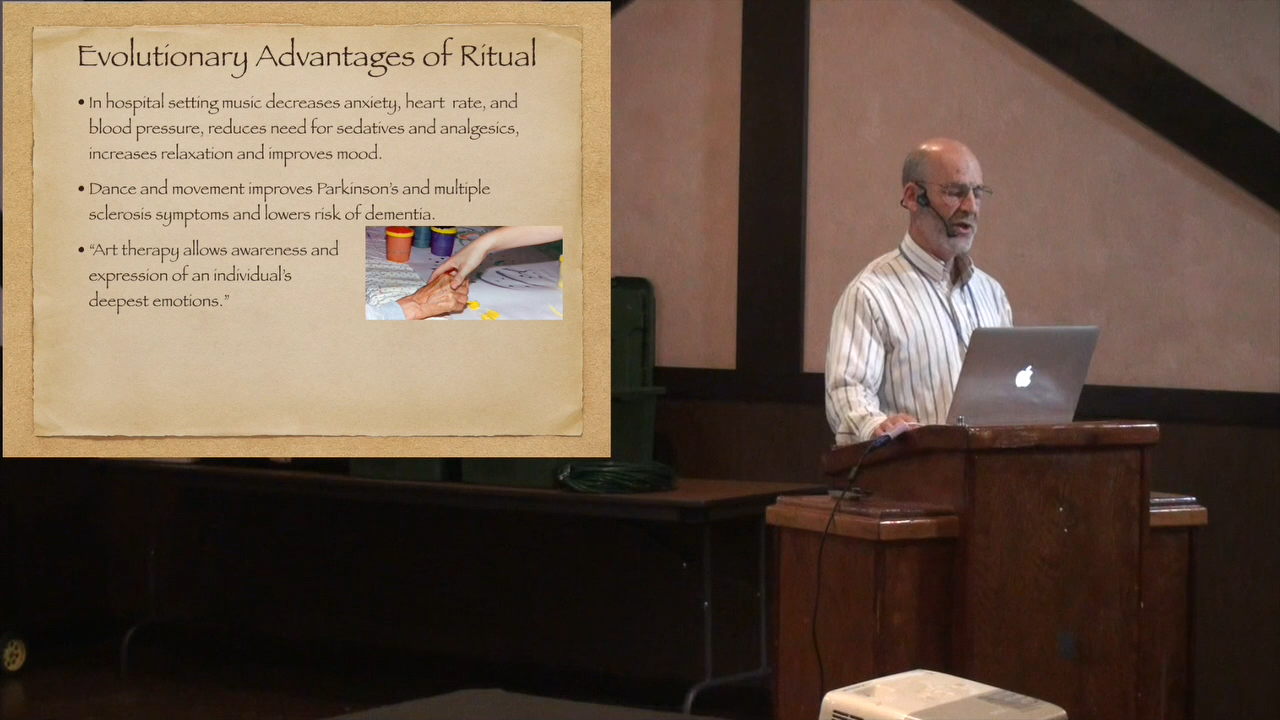 Evolutionary Advantages of Ritual
• In hospital setting music decreases anxiety, heart rate, and
blood pressure, reduces need for sedatives and analgesics,
increases relaxation and improves mood.
• Dance and movement improves Parkinson's and multiple
sclerosis symptoms and lowers risk of dementia.
• “Art therapy allows awareness and
expression of an individual's
deepest emotions.”